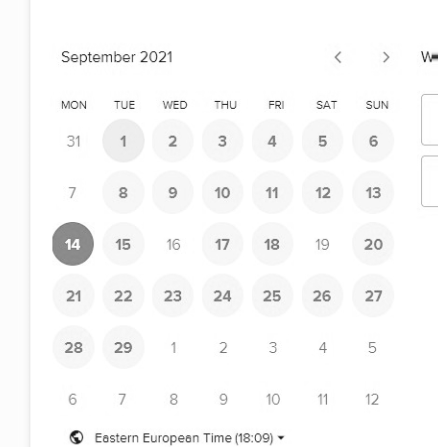 September 2021
W
MON TUE WED THU FRI SAT SUN
31 1 2 3 4 5 6
7 8 9 10 11 12 13
14 15 16 17 18 19 20
21 22 23 24 25 26 27
28 29 1 2 3 4 5
6 7 8 9 10 11 12
Eastern European Time (18:09)